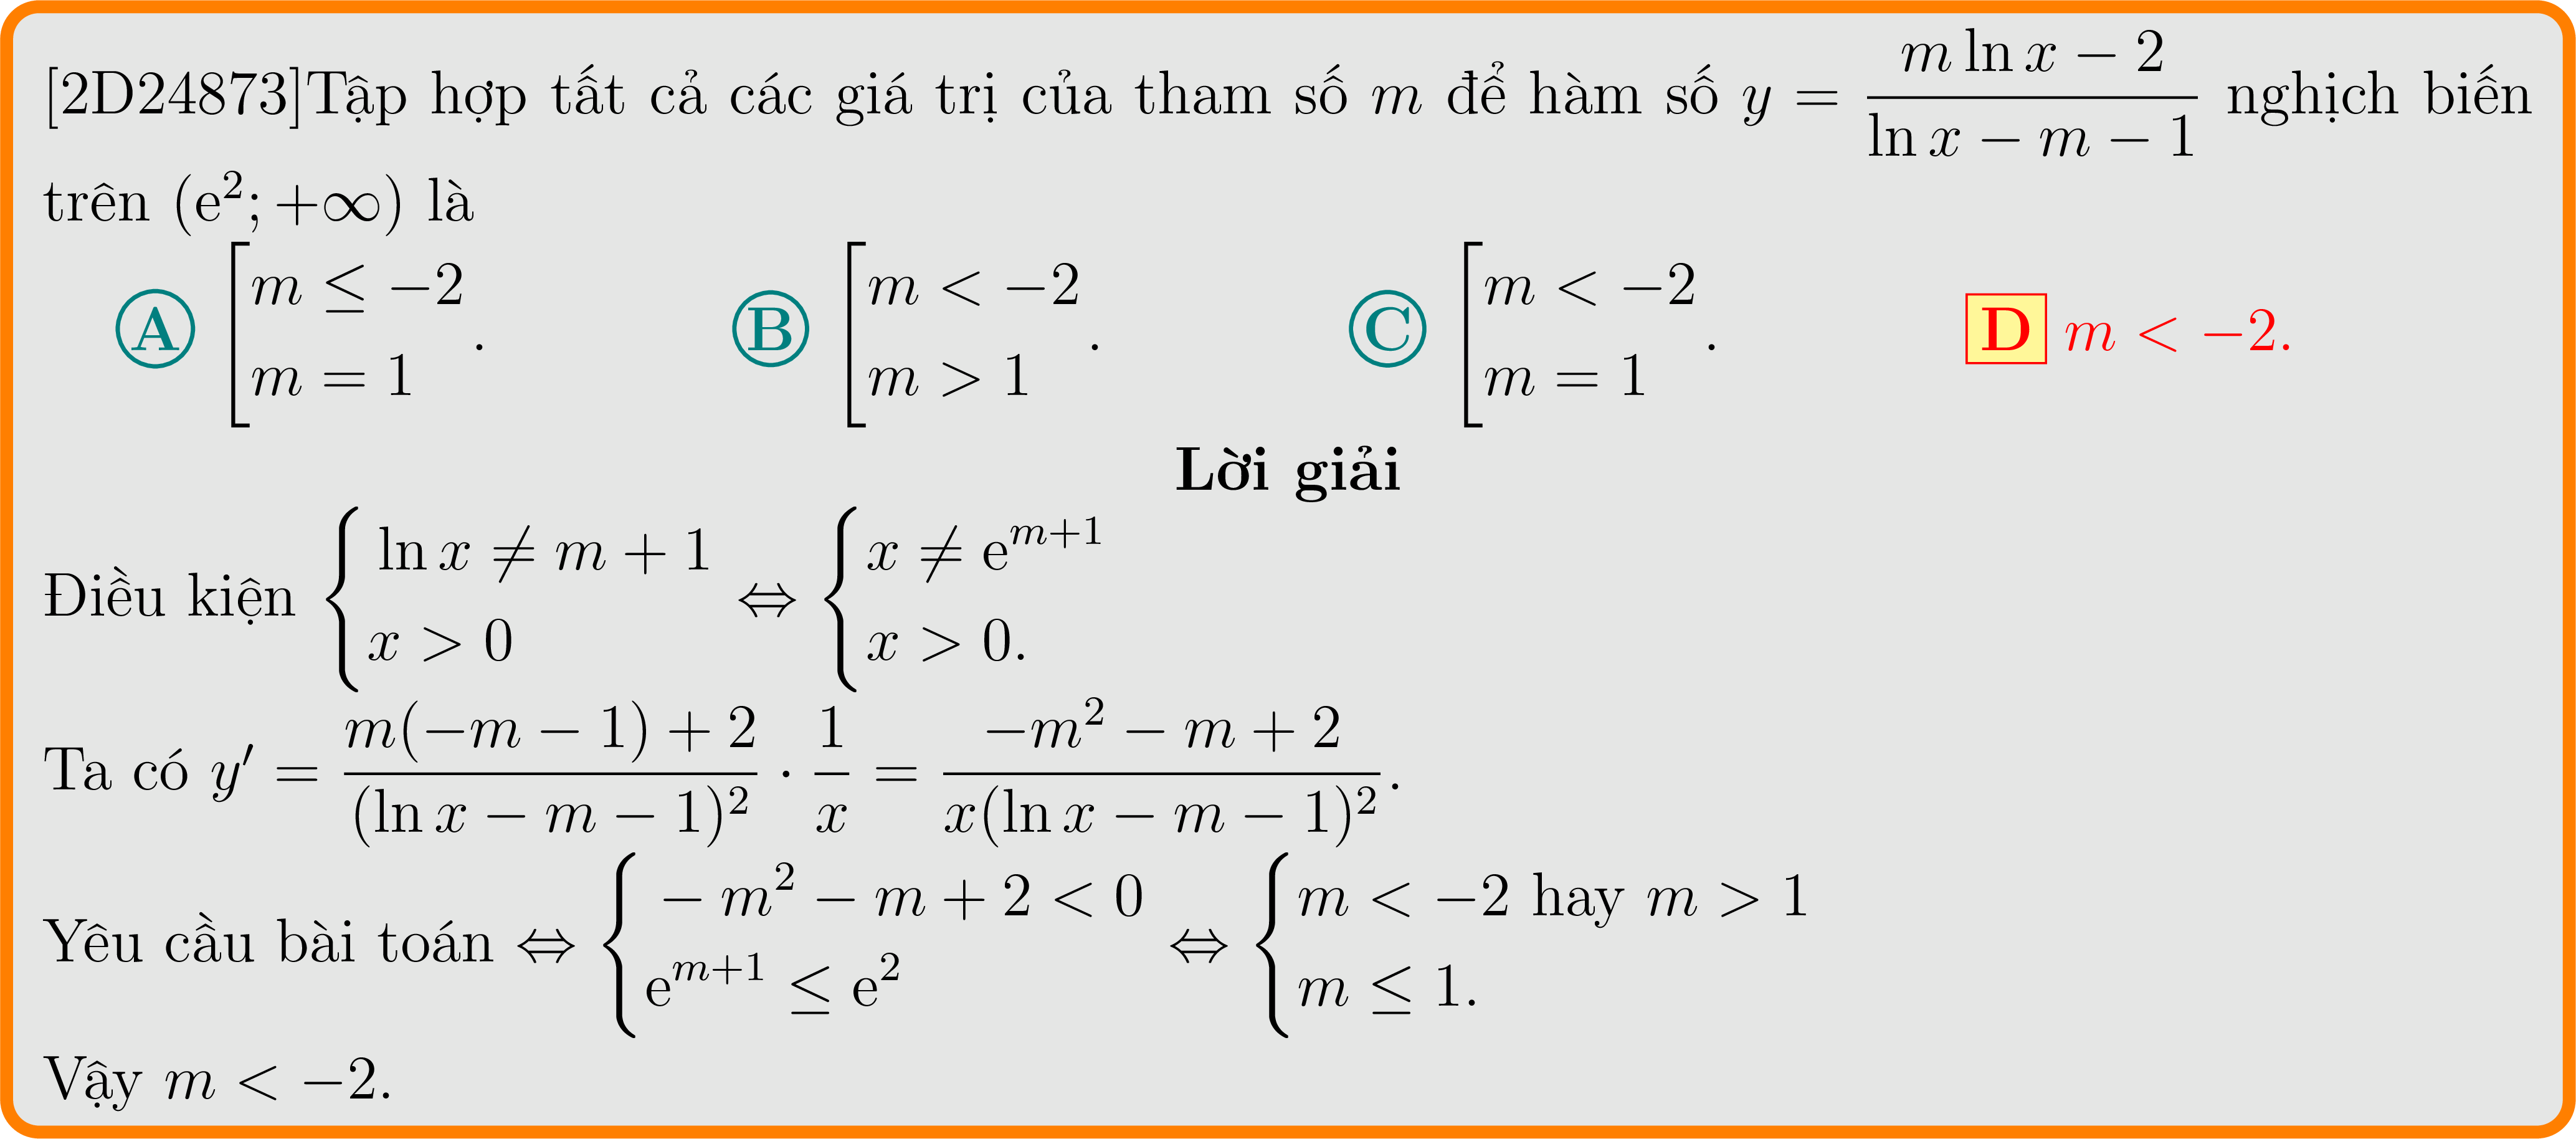 [2D24873]Tập hợp tất cả các giá trị của tham số $m$ để hàm số $y = \dfrac{m \ln x - 2}{\ln x - m - 1}$ nghịch biến
trên $(\mathrm{e}^2; +\infty)$ là
A $\left[\begin{array}{l} m \leq -2 \\ m = 1 \end{array}\right.$. B $\left[\begin{array}{l} m < -2 \\ m > 1 \end{array}\right.$. C $\left[\begin{array}{l} m < -2 \\ m = 1 \end{array}\right.$. D $m < -2$.
Lời giải
Điều kiện $\begin{cases} \ln x \neq m + 1 \\ x > 0 \end{cases} \Leftrightarrow \begin{cases} x \neq \mathrm{e}^{m+1} \\ x > 0. \end{cases}$
Ta có $y' = \dfrac{m(-m - 1) + 2}{(\ln x - m - 1)^2} \cdot \dfrac{1}{x} = \dfrac{-m^2 - m + 2}{x(\ln x - m - 1)^2}$.
Yêu cầu bài toán $\Leftrightarrow \begin{cases} -m^2 - m + 2 < 0 \\ \mathrm{e}^{m+1} \leq \mathrm{e}^2 \end{cases} \Leftrightarrow \begin{cases} m < -2 \text{ hay } m > 1 \\ m \leq 1. \end{cases}$
Vậy $m < -2$.